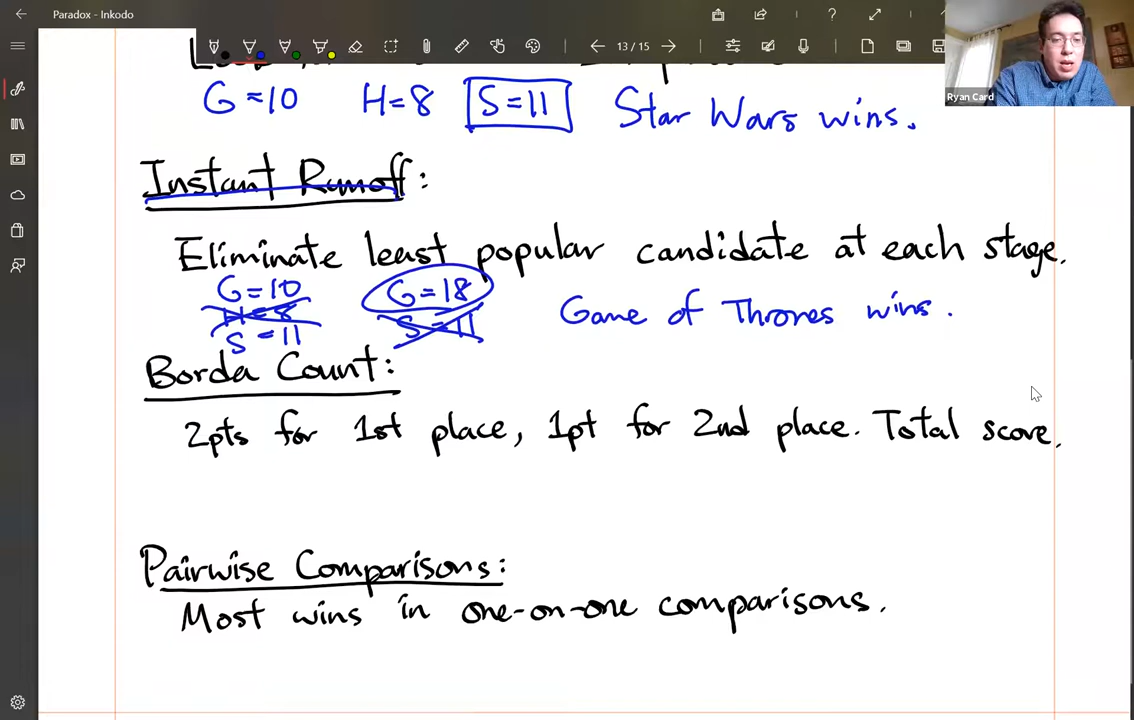 Paradox - Inkodo
13 / 15
Ryan Card
G = 10 H = 8 S = 11 Star Wars wins.
Instant Runoff:
Eliminate least popular candidate at each stage.
G = 10 G = 18
H = 8 Game of Thrones wins.
S = 11 S = 11
Borda Count:
2pts for 1st place, 1pt for 2nd place. Total score.
Pairwise Comparisons:
Most wins in one-on-one comparisons.